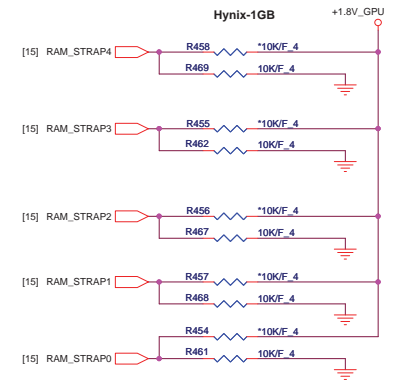 Hynix-1GB
+1.8V_GPU
[15] RAM_STRAP4 R458 *10K/F_4
R469 10K/F_4
[15] RAM_STRAP3 R455 *10K/F_4
R462 10K/F_4
[15] RAM_STRAP2 R456 *10K/F_4
R467 10K/F_4
[15] RAM_STRAP1 R457 *10K/F_4
R468 10K/F_4
R454 *10K/F_4
[15] RAM_STRAP0 R461 10K/F_4